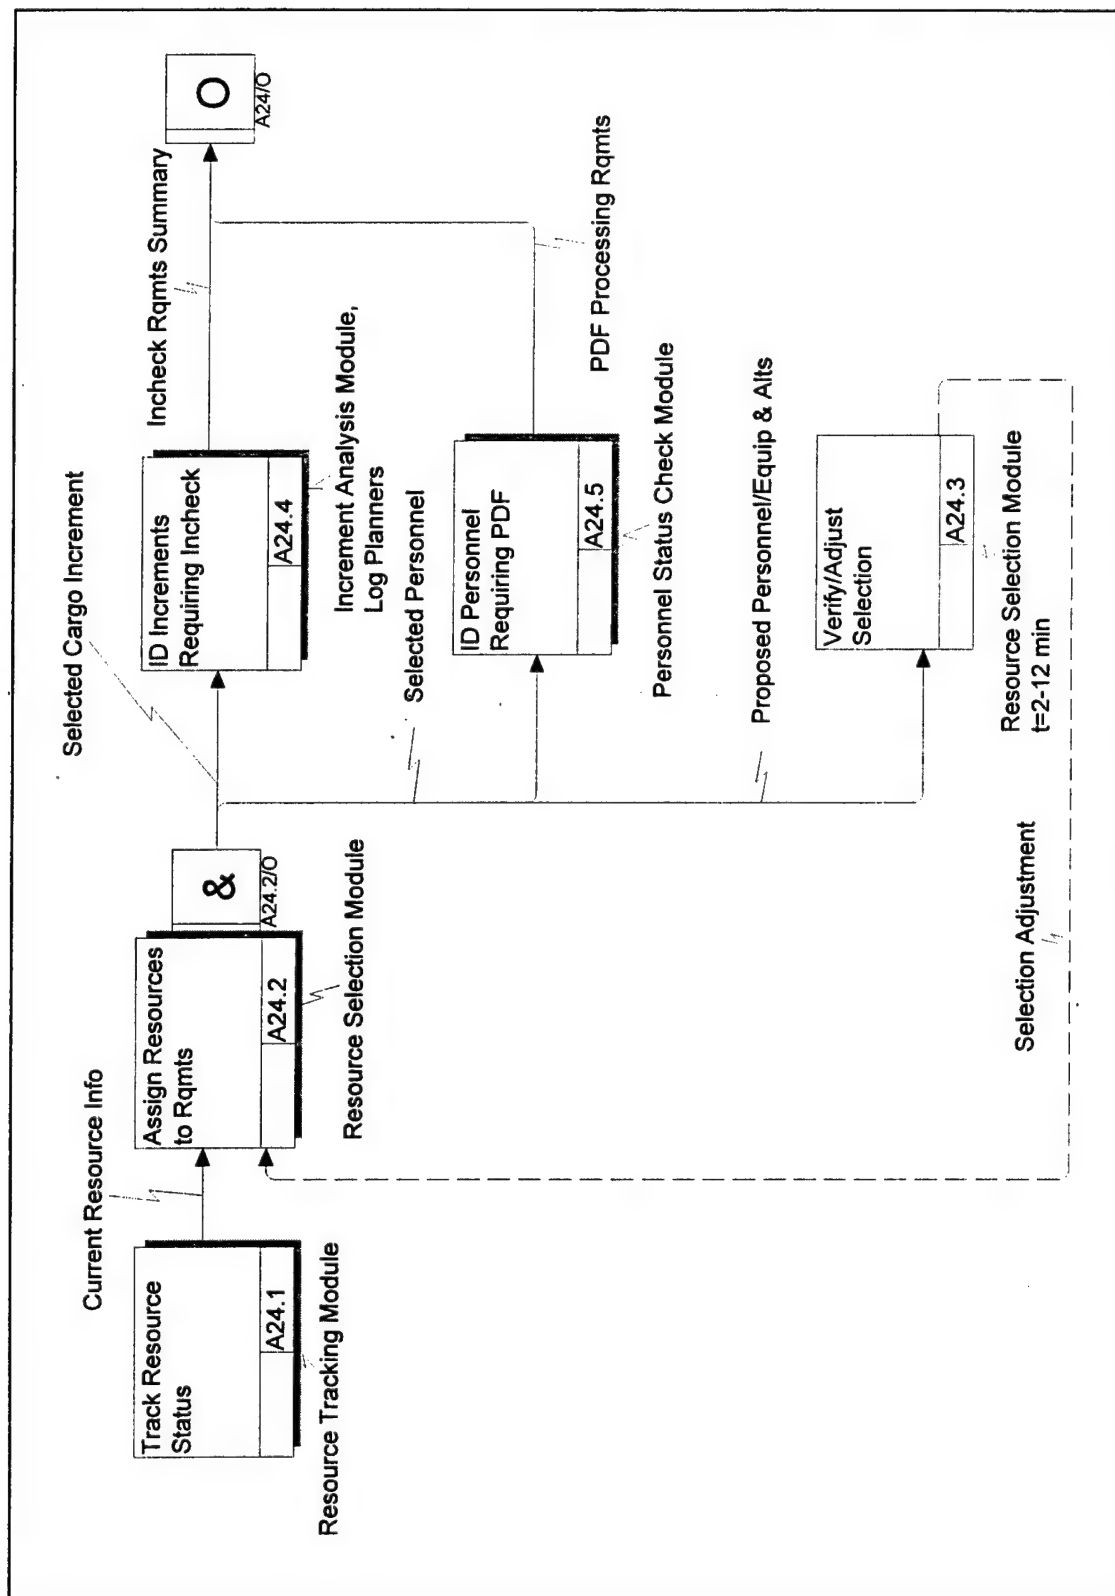 Current Resource Info
Track Resource
Status
A24.1
Resource Tracking Module
Assign Resources
to Rqmts
A24.2
Resource Selection Module
&
A24.2/O
Selected Cargo Increment
ID Increments
Requiring Incheck
A24.4
Increment Analysis Module,
Log Planners
Incheck Rqmts Summary
O
A24/O
Selected Personnel
ID Personnel
Requiring PDF
A24.5
Personnel Status Check Module
PDF Processing Rqmts
Proposed Personnel/Equip & Alts
Verify/Adjust
Selection
A24.3
Resource Selection Module
t=2-12 min
Selection Adjustment